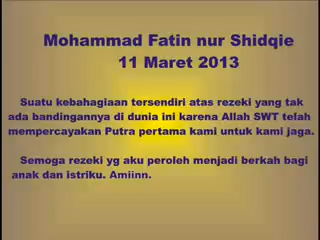 Mohammad Fatin nur Shidqie
11 Maret 2013
Suatu kebahagiaan tersendiri atas rezeki yang tak
ada bandingannya di dunia ini karena Allah SWT telah
mempercayakan Putra pertama kami untuk kami jaga.
Semoga rezeki yg aku peroleh menjadi berkah bagi
anak dan istriku. Amiinn.